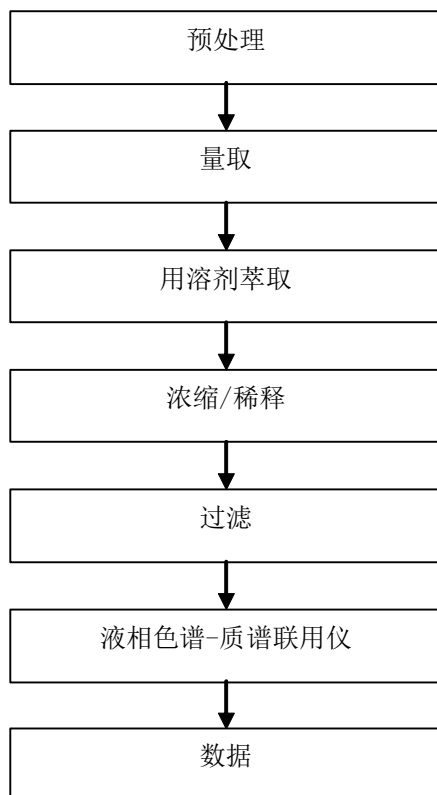 预处理
量取
用溶剂萃取
浓缩/稀释
过滤
液相色谱-质谱联用仪
数据